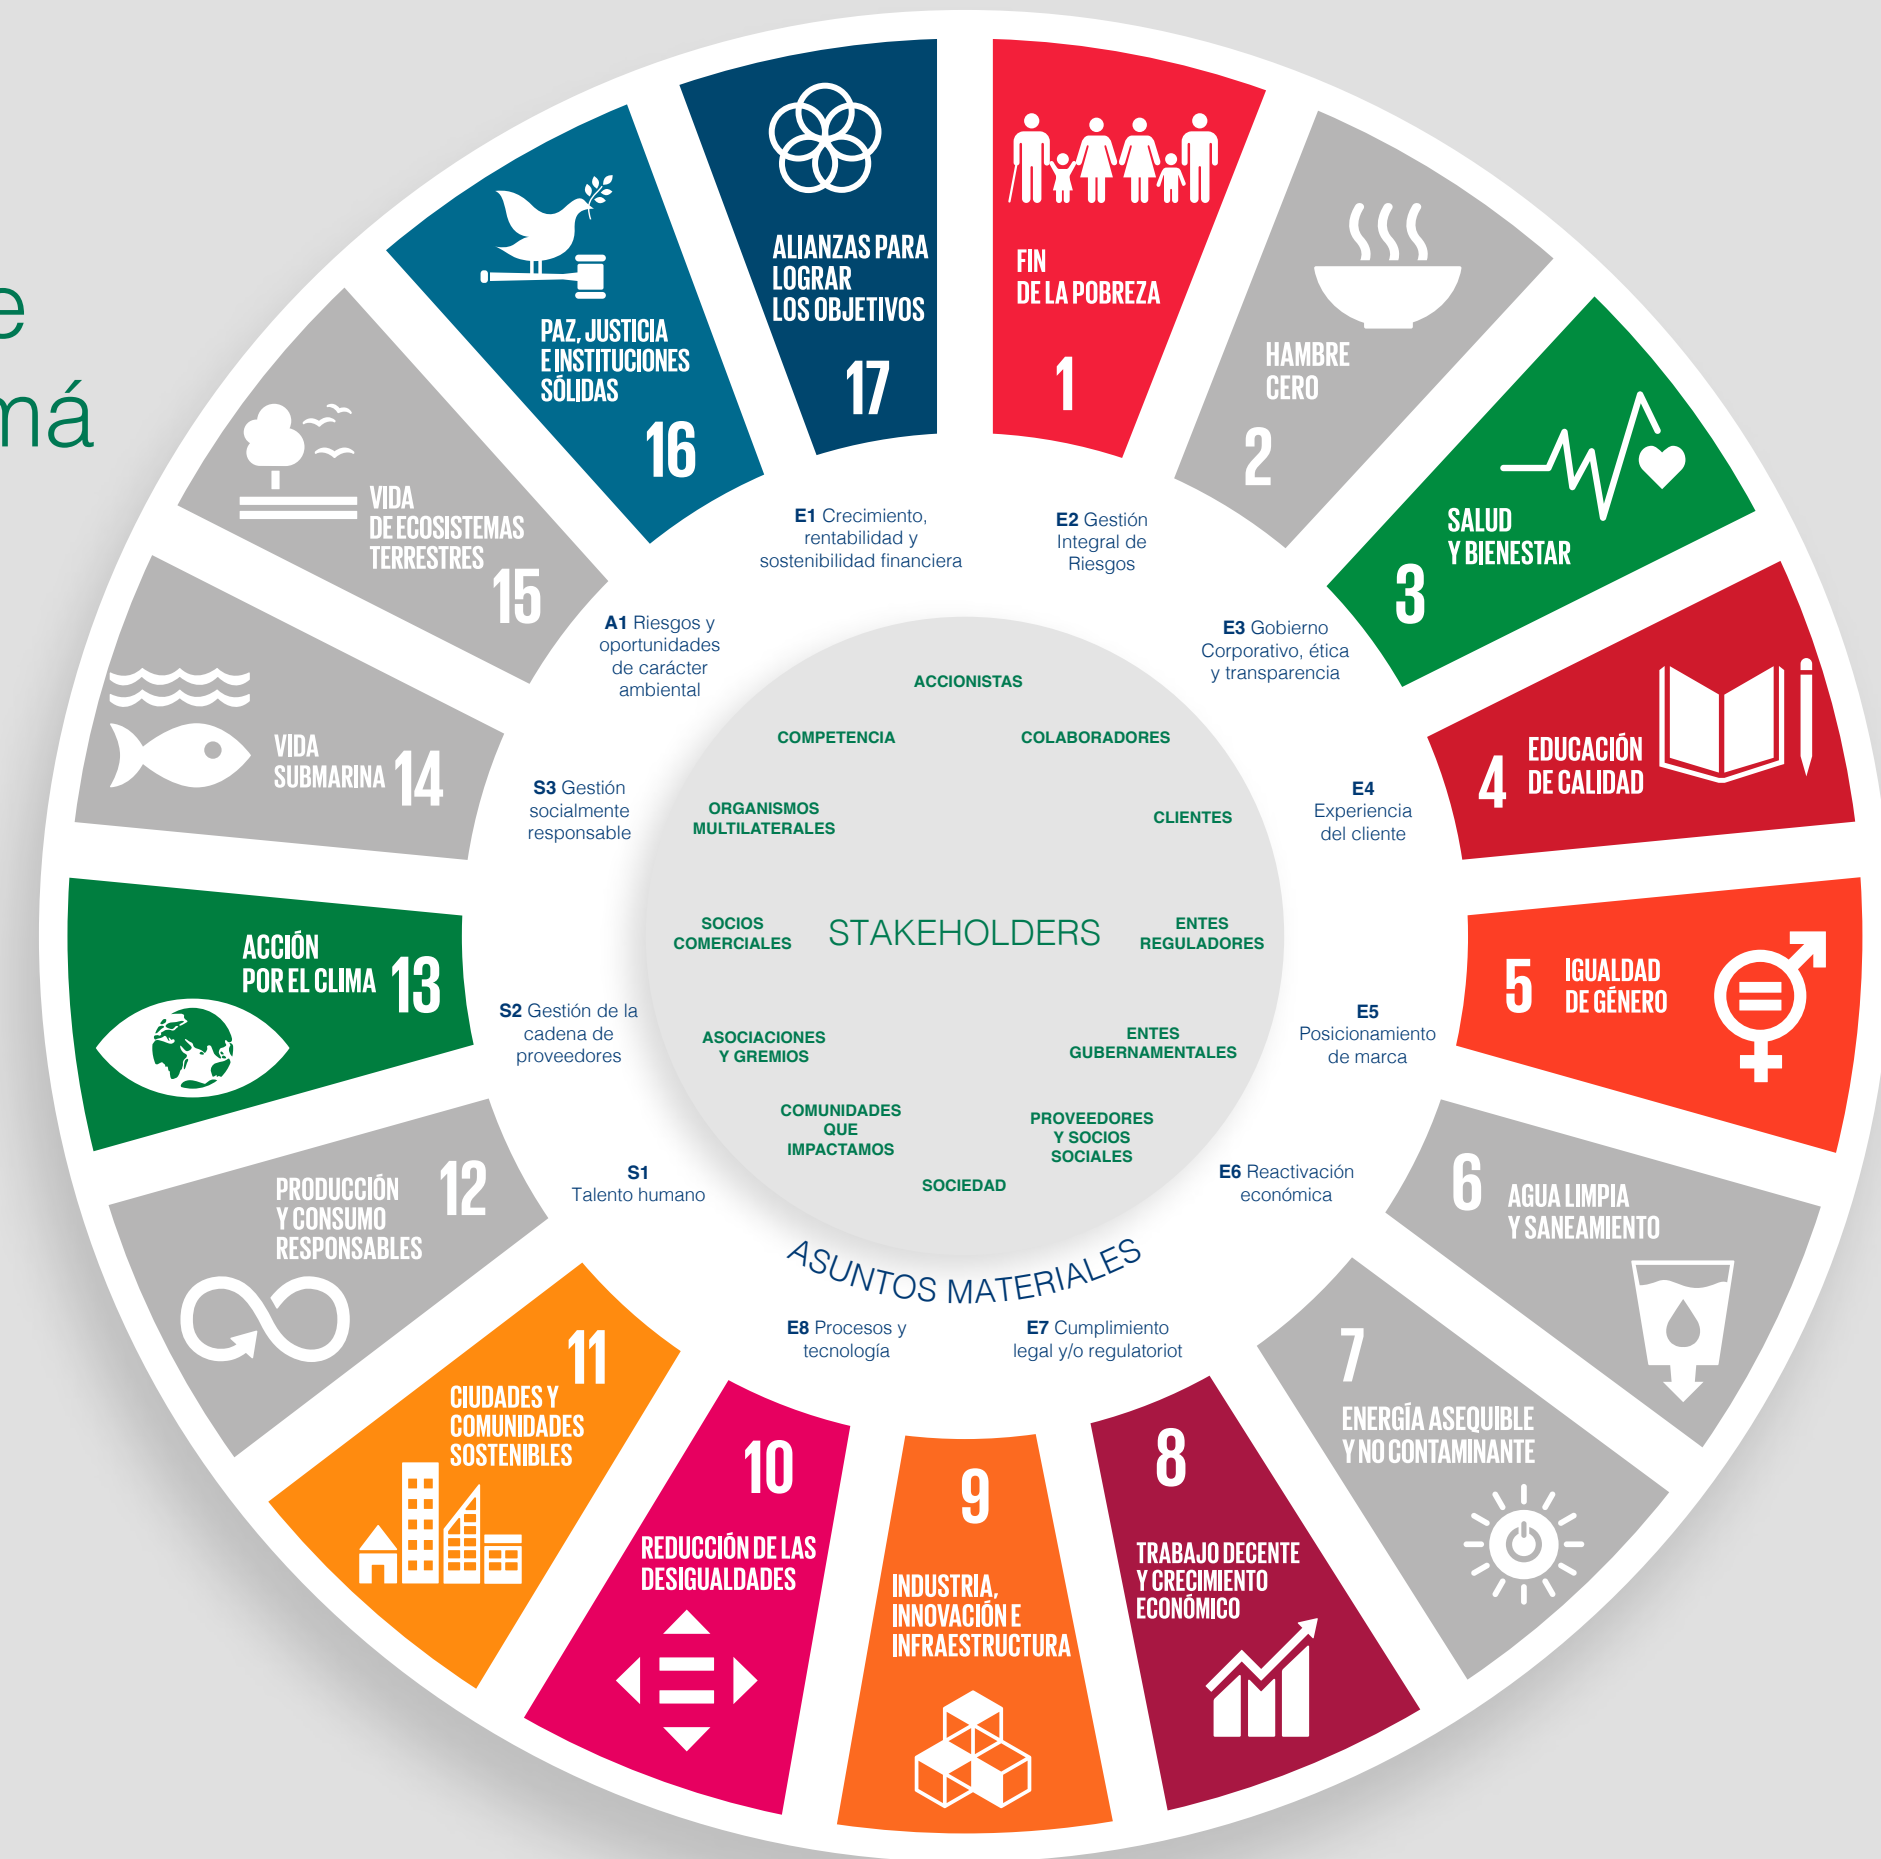 e
má
ALIANZAS PARA
LOGRAR
LOS OBJETIVOS
17
FIN
DE LA POBREZA
1
HAMBRE
CERO
2
SALUD
Y BIENESTAR
3
EDUCACIÓN
DE CALIDAD
4
5
IGUALDAD
DE GÉNERO
6
AGUA LIMPIA
Y SANEAMIENTO
7
ENERGÍA ASEQUIBLE
Y NO CONTAMINANTE
8
TRABAJO DECENTE
Y CRECIMIENTO
ECONÓMICO
9
INDUSTRIA,
INNOVACIÓN E
INFRAESTRUCTURA
10
REDUCCIÓN DE LAS
DESIGUALDADES
11
CIUDADES Y
COMUNIDADES
SOSTENIBLES
12
PRODUCCIÓN
Y CONSUMO
RESPONSABLES
ACCIÓN
POR EL CLIMA
13
VIDA
SUBMARINA
14
VIDA
DE ECOSISTEMAS
TERRESTRES
15
PAZ, JUSTICIA
E INSTITUCIONES
SÓLIDAS
16
E1 Crecimiento,
rentabilidad y
sostenibilidad financiera
E2 Gestión
Integral de
Riesgos
E3 Gobierno
Corporativo, ética
y transparencia
E4
Experiencia
del cliente
E5
Posicionamiento
de marca
E6 Reactivación
económica
E7 Cumplimiento
legal y/o regulatoriot
E8 Procesos y
tecnología
S1
Talento humano
S2 Gestión de la
cadena de
proveedores
S3 Gestión
socialmente
responsable
A1 Riesgos y
oportunidades
de carácter
ambiental
ASUNTOS MATERIALES
STAKEHOLDERS
ACCIONISTAS
COLABORADORES
CLIENTES
ENTES
REGULADORES
ENTES
GUBERNAMENTALES
PROVEEDORES
Y SOCIOS
SOCIALES
SOCIEDAD
COMUNIDADES
QUE
IMPACTAMOS
ASOCIACIONES
Y GREMIOS
SOCIOS
COMERCIALES
ORGANISMOS
MULTILATERALES
COMPETENCIA